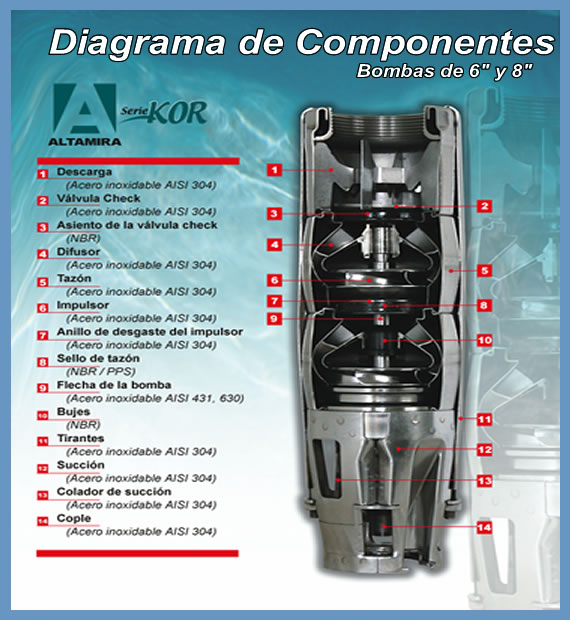 Diagrama de Componentes
Bombas de 6" y 8"
A
Serie KOR
ALTAMIRA
1 Descarga
(Acero inoxidable AISI 304)
2 Válvula Check
(Acero inoxidable AISI 304)
3 Asiento de la válvula check
(NBR)
4 Difusor
(Acero inoxidable AISI 304)
5 Tazón
(Acero inoxidable AISI 304)
6 Impulsor
(Acero inoxidable AISI 304)
7 Anillo de desgaste del impulsor
(Acero inoxidable AISI 304)
8 Sello de tazón
(NBR / PPS)
9 Flecha de la bomba
(Acero inoxidable AISI 431, 630)
10 Bujes
(NBR)
11 Tirantes
(Acero inoxidable AISI 304)
12 Succión
(Acero inoxidable AISI 304)
13 Colador de succión
(Acero inoxidable AISI 304)
14 Cople
(Acero inoxidable AISI 304)
1
2
3
4
5
6
7
8
9
10
11
12
13
14